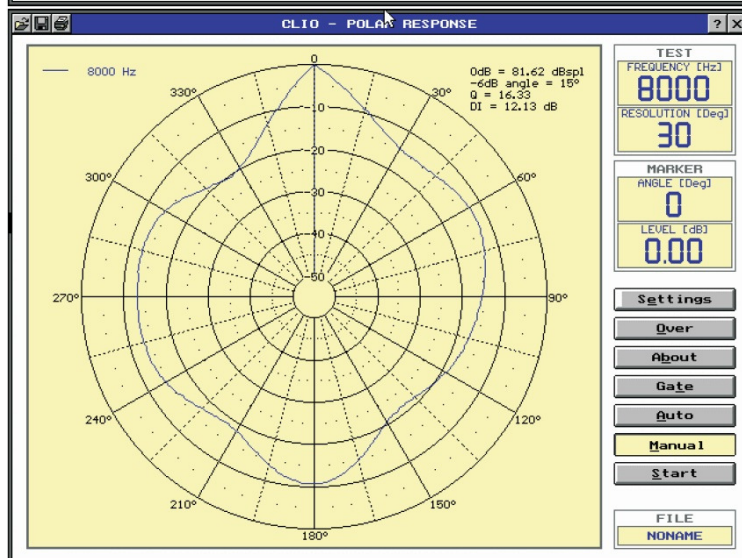 CLIO - POLAR RESPONSE
? X
8000 Hz
0dB = 81.62 dBspl
-6dB angle = 15°
Q = 16.33
DI = 12.13 dB
0
330°
30°
-10
-20
300°
60°
-30
-40
-50
270°
90°
240°
120°
210°
150°
180°
TEST
FREQUENCY [Hz]
8000
RESOLUTION [Deg]
30
MARKER
ANGLE [Deg]
0
LEVEL [dB]
0.00
Settings
Over
About
Gate
Auto
Manual
Start
FILE
NONAME